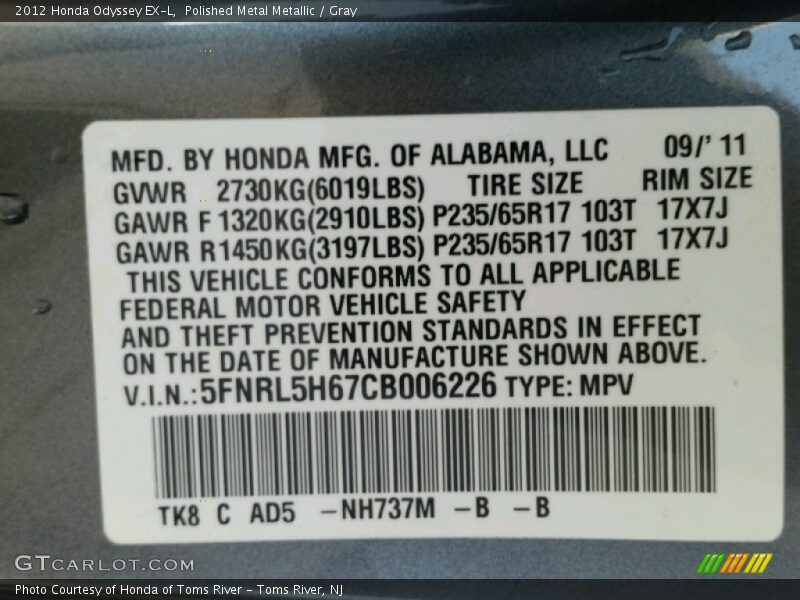 2012 Honda Odyssey EX-L, Polished Metal Metallic / Gray
MFD. BY HONDA MFG. OF ALABAMA, LLC 09/' 11
GVWR 2730KG(6019LBS) TIRE SIZE RIM SIZE
GAWR F 1320KG(2910LBS) P235/65R17 103T 17X7J
GAWR R1450KG(3197LBS) P235/65R17 103T 17X7J
THIS VEHICLE CONFORMS TO ALL APPLICABLE
FEDERAL MOTOR VEHICLE SAFETY
AND THEFT PREVENTION STANDARDS IN EFFECT
ON THE DATE OF MANUFACTURE SHOWN ABOVE.
V.I.N.:5FNRL5H67CB006226 TYPE: MPV
TK8 C AD5 -NH737M -B -B
GTCARLOT.COM
Photo Courtesy of Honda of Toms River - Toms River, NJ